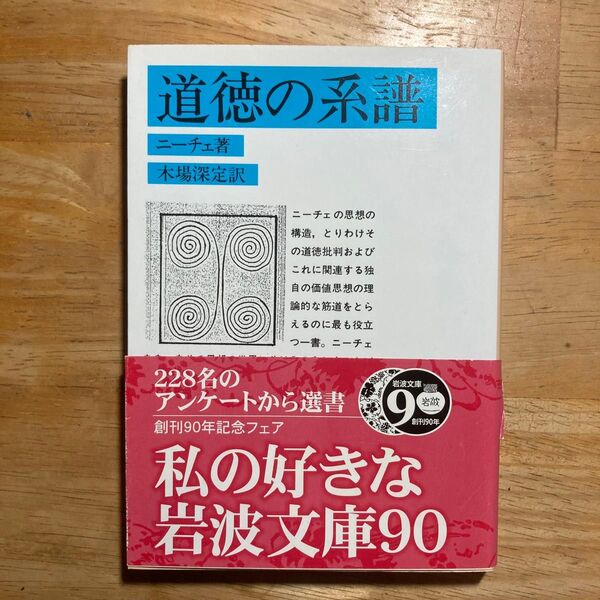 道徳の系譜
ニーチェ著
木場深定訳
ニーチェの思想の
構造，とりわけそ
の道徳批判および
これに関連する独
自の価値思想の理
論的な筋道をとら
えるのに最も役立
つ一書。ニーチェ
228名の
アンケートから選書
創刊90年記念フェア
岩波文庫
90
岩波
創刊90年
私の好きな
岩波文庫90